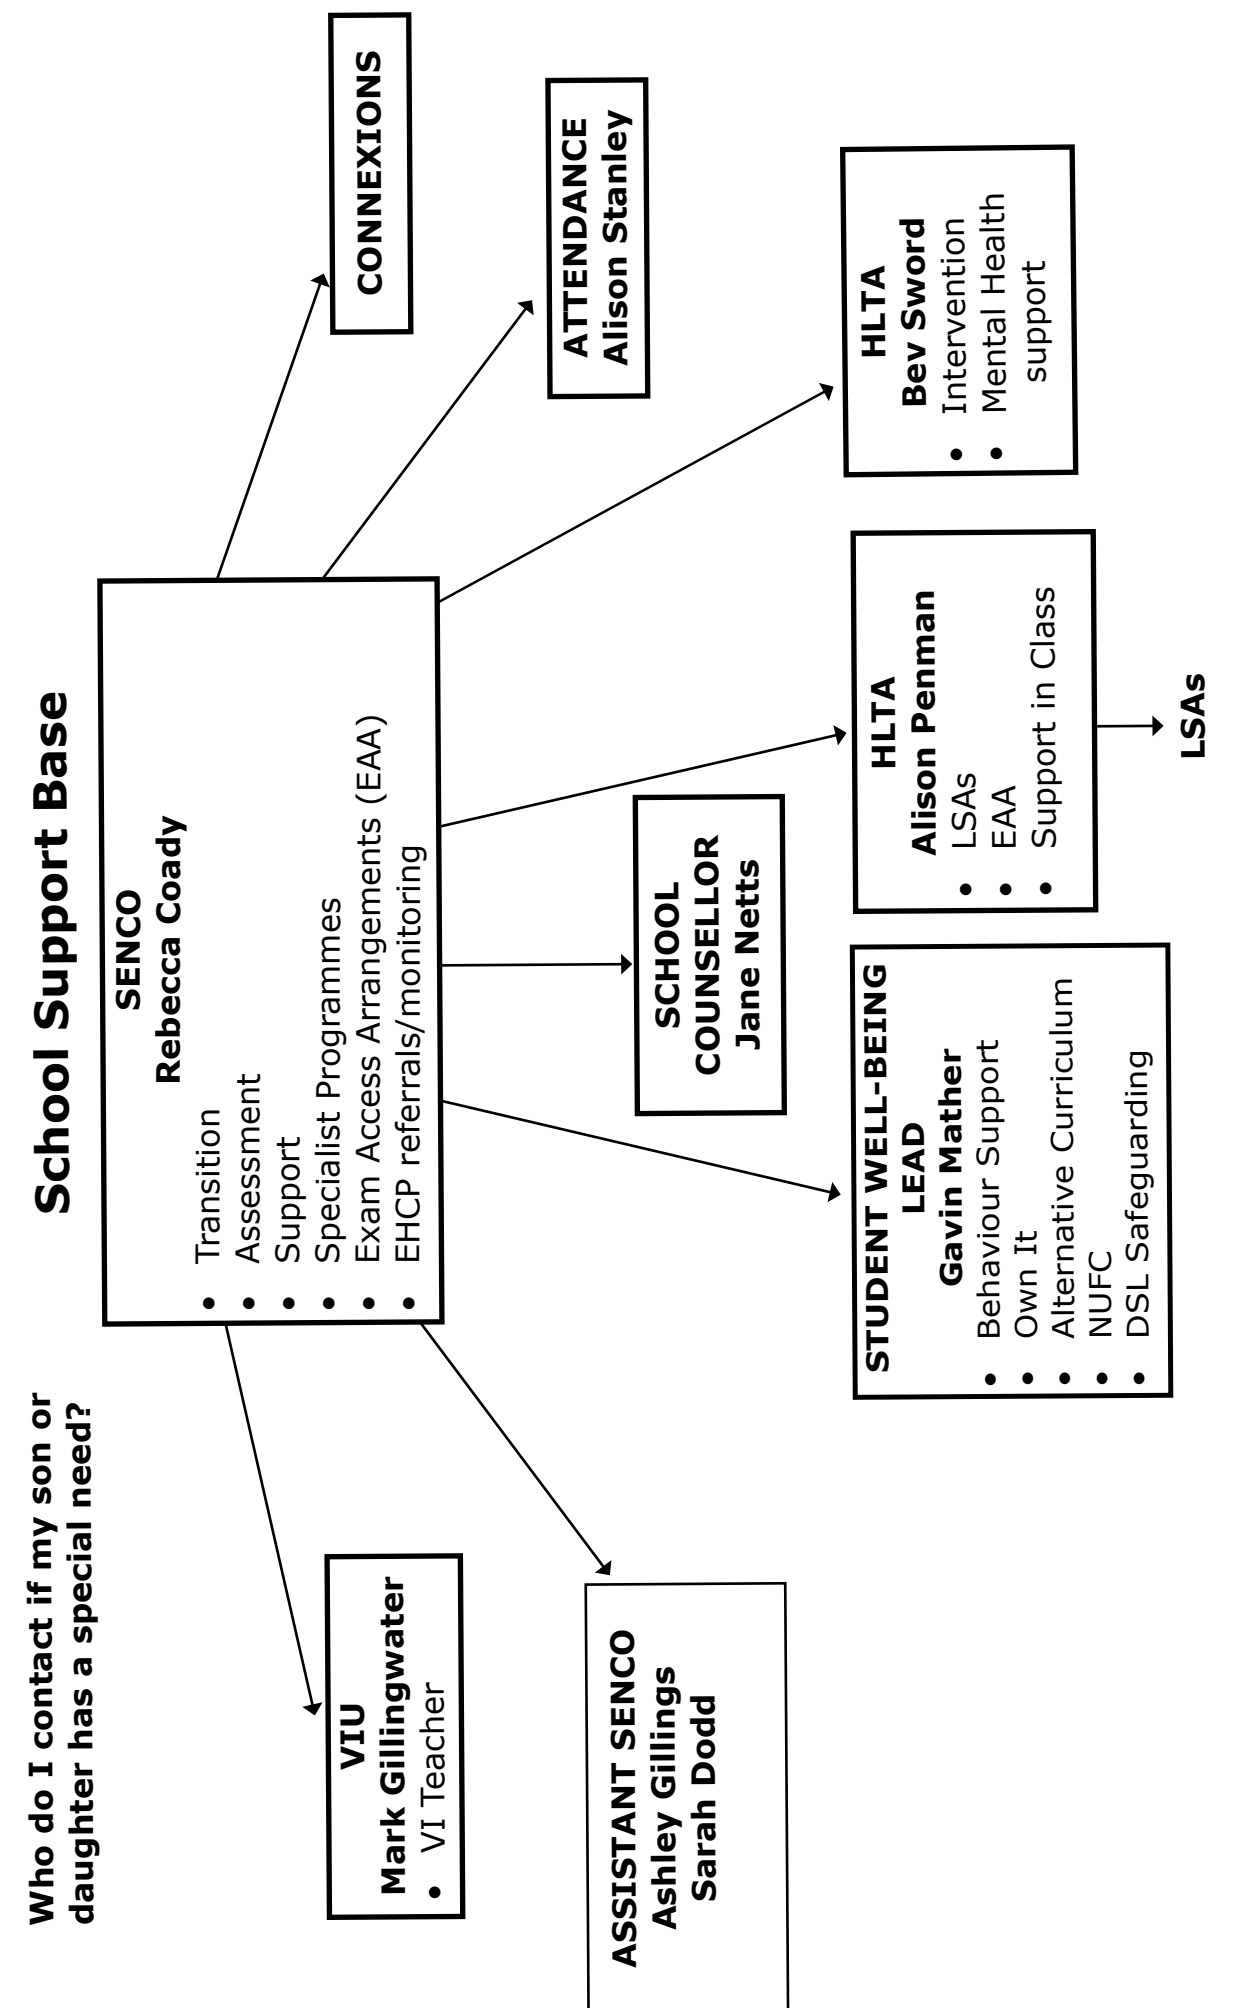 Who do I contact if my son or
daughter has a special need?
School Support Base
SENCO
Rebecca Coady
• Transition
• Assessment
• Support
• Specialist Programmes
• Exam Access Arrangements (EAA)
• EHCP referrals/monitoring
VIU
Mark Gillingwater
• VI Teacher
CONNEXIONS
ASSISTANT SENCO
Ashley Gillings
Sarah Dodd
SCHOOL
COUNSELLOR
Jane Netts
ATTENDANCE
Alison Stanley
STUDENT WELL-BEING
LEAD
Gavin Mather
• Behaviour Support
• Own It
• Alternative Curriculum
• NUFC
• DSL Safeguarding
HLTA
Alison Penman
• LSAs
• EAA
• Support in Class
HLTA
Bev Sword
• Intervention
• Mental Health
support
LSAs